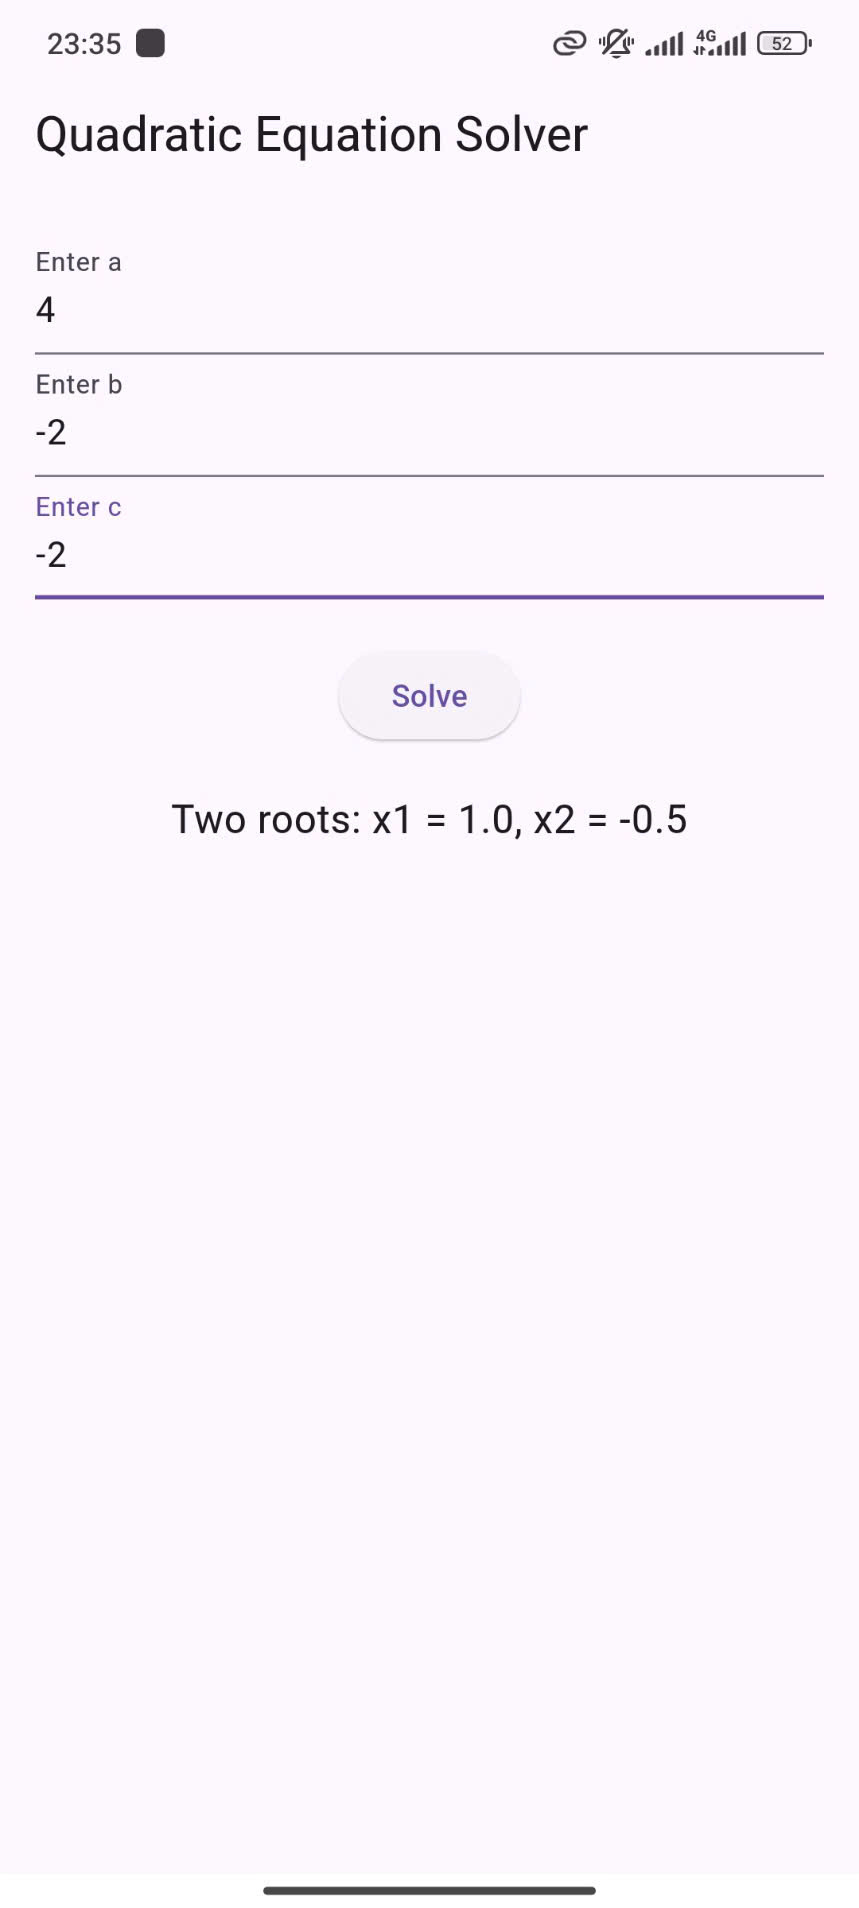 23:35 4G 52
Quadratic Equation Solver
Enter a
4
Enter b
-2
Enter c
-2
Solve
Two roots: x1 = 1.0, x2 = -0.5